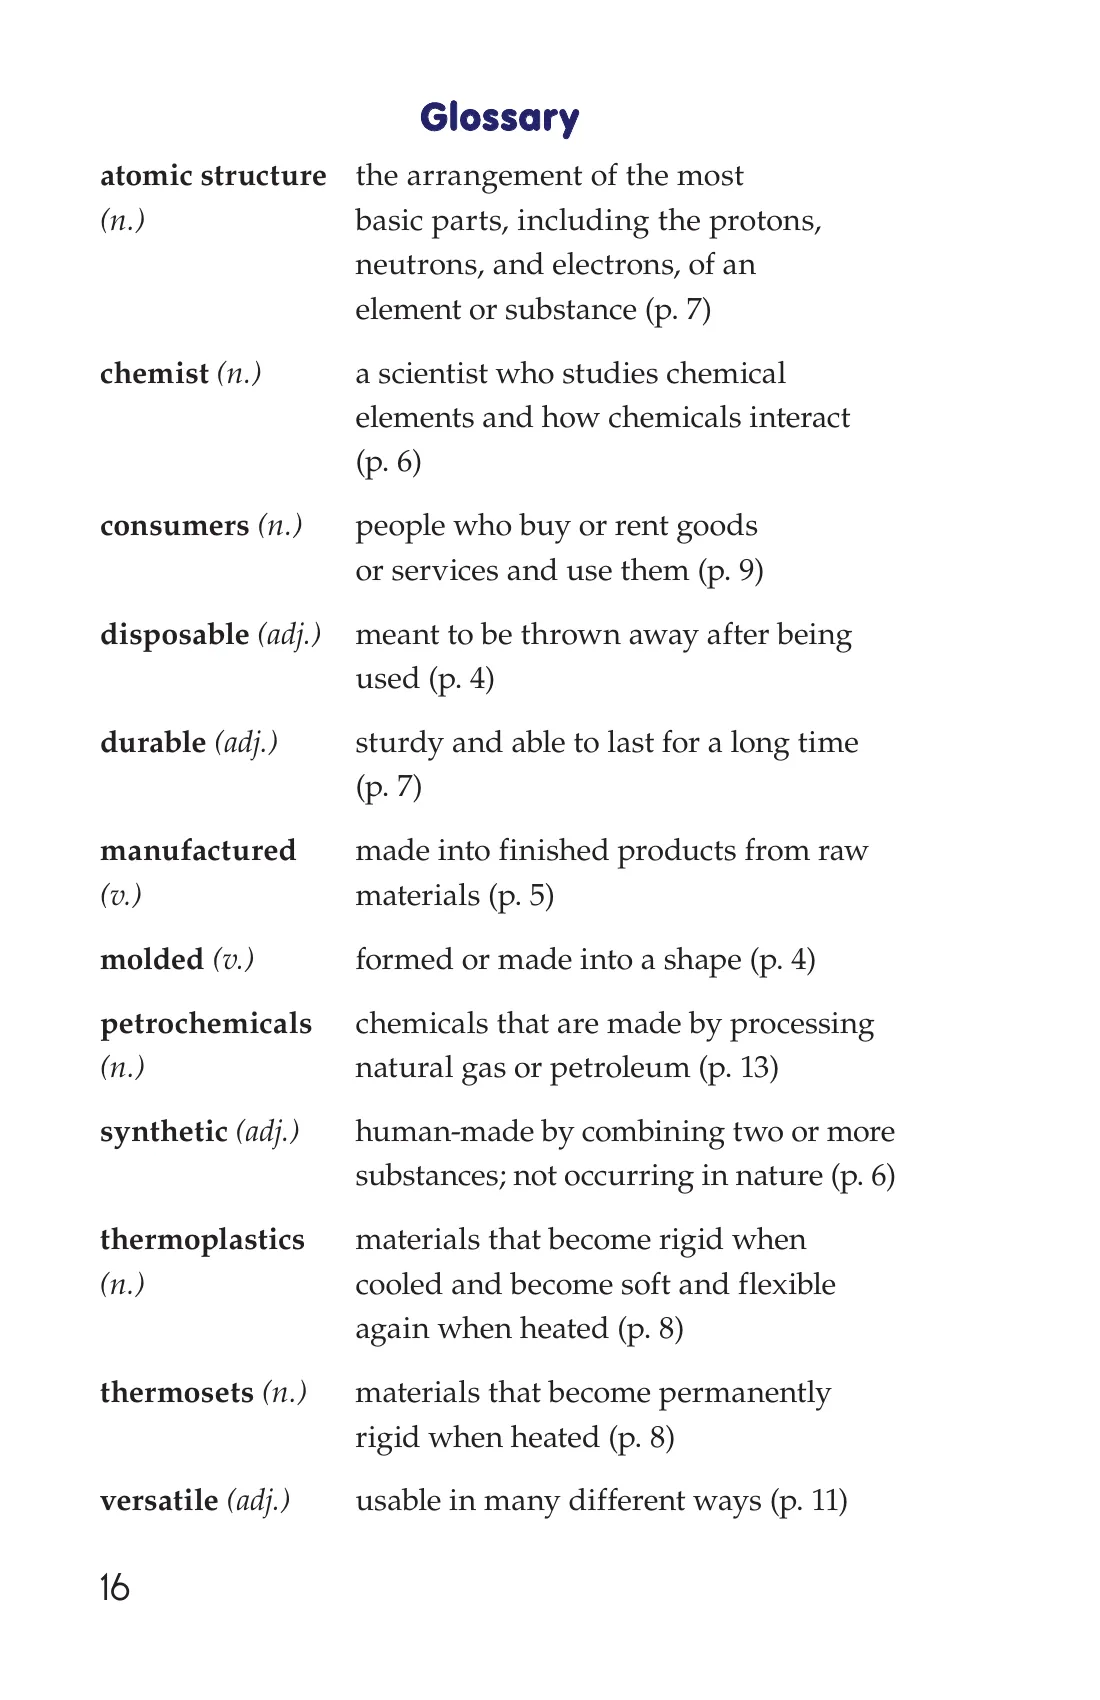 Glossary
atomic structure the arrangement of the most
(n.) basic parts, including the protons,
neutrons, and electrons, of an
element or substance (p. 7)
chemist (n.) a scientist who studies chemical
elements and how chemicals interact
(p. 6)
consumers (n.) people who buy or rent goods
or services and use them (p. 9)
disposable (adj.) meant to be thrown away after being
used (p. 4)
durable (adj.) sturdy and able to last for a long time
(p. 7)
manufactured made into finished products from raw
(v.) materials (p. 5)
molded (v.) formed or made into a shape (p. 4)
petrochemicals chemicals that are made by processing
(n.) natural gas or petroleum (p. 13)
synthetic (adj.) human-made by combining two or more
substances; not occurring in nature (p. 6)
thermoplastics materials that become rigid when
(n.) cooled and become soft and flexible
again when heated (p. 8)
thermosets (n.) materials that become permanently
rigid when heated (p. 8)
versatile (adj.) usable in many different ways (p. 11)
16